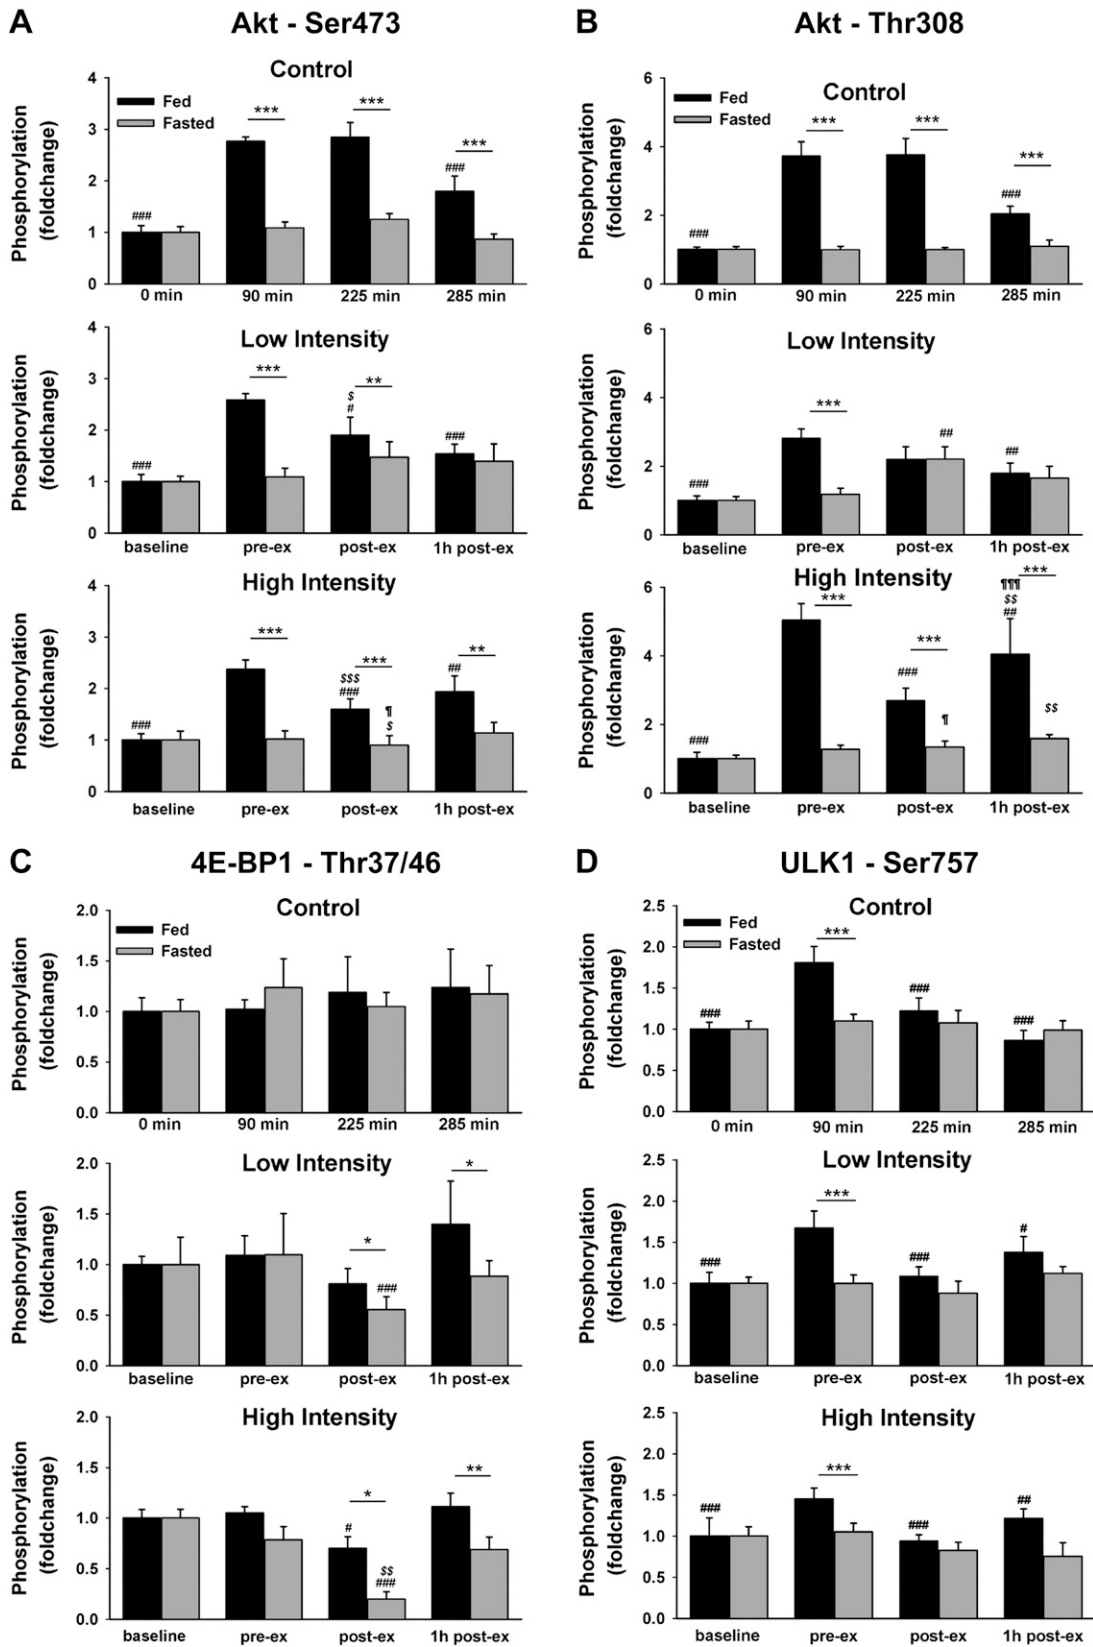 A Akt - Ser473
Control
Phosphorylation
(foldchange)
4
3
2
1
0
Fed
Fasted
###
***
***
###
***
0 min 90 min 225 min 285 min
Low Intensity
Phosphorylation
(foldchange)
4
3
2
1
0
###
***
$
#
**
###
baseline pre-ex post-ex 1h post-ex
High Intensity
Phosphorylation
(foldchange)
4
3
2
1
0
###
***
$$$
###
***
¶
$
##
**
baseline pre-ex post-ex 1h post-ex
B Akt - Thr308
Control
Phosphorylation
(foldchange)
6
4
2
0
Fed
Fasted
###
***
***
###
***
0 min 90 min 225 min 285 min
Low Intensity
Phosphorylation
(foldchange)
6
4
2
0
###
***
##
##
baseline pre-ex post-ex 1h post-ex
High Intensity
Phosphorylation
(foldchange)
6
4
2
0
###
***
###
***
¶
¶¶¶
$$
##
***
$$
baseline pre-ex post-ex 1h post-ex
C 4E-BP1 - Thr37/46
Control
Phosphorylation
(foldchange)
2.0
1.5
1.0
0.5
0.0
Fed
Fasted
0 min 90 min 225 min 285 min
Low Intensity
Phosphorylation
(foldchange)
2.0
1.5
1.0
0.5
0.0
*
###
*
baseline pre-ex post-ex 1h post-ex
High Intensity
Phosphorylation
(foldchange)
2.0
1.5
1.0
0.5
0.0
#
*
$$
###
**
baseline pre-ex post-ex 1h post-ex
D ULK1 - Ser757
Control
Phosphorylation
(foldchange)
2.5
2.0
1.5
1.0
0.5
0.0
Fed
Fasted
###
***
###
###
0 min 90 min 225 min 285 min
Low Intensity
Phosphorylation
(foldchange)
2.5
2.0
1.5
1.0
0.5
0.0
###
***
###
#
baseline pre-ex post-ex 1h post-ex
High Intensity
Phosphorylation
(foldchange)
2.5
2.0
1.5
1.0
0.5
0.0
###
***
###
##
baseline pre-ex post-ex 1h post-ex